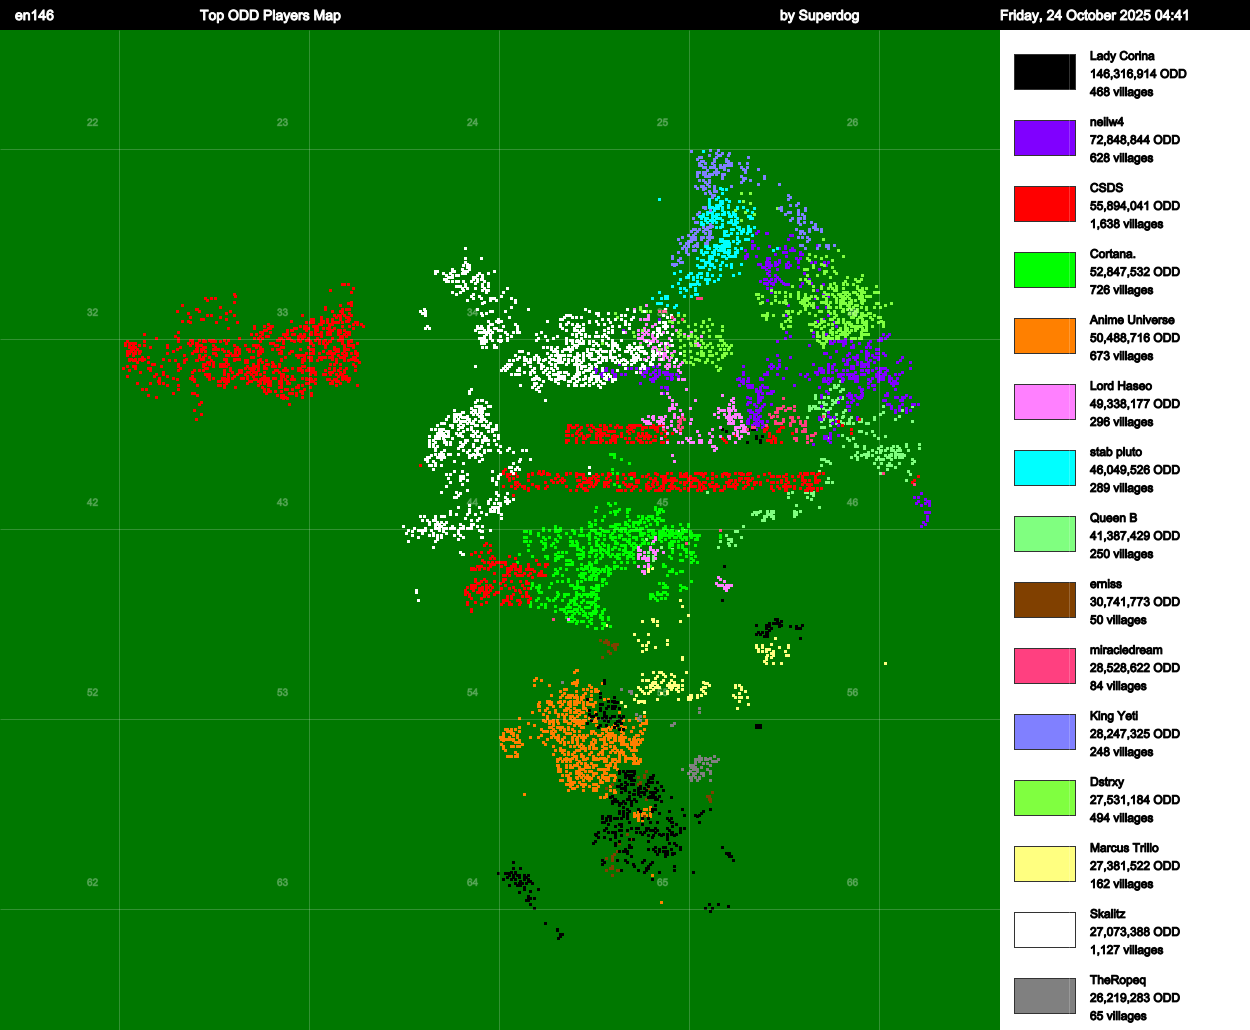 en146 Top ODD Players Map by Superdog Friday, 24 October 2025 04:41
22 23 24 25 26
32 33 34 35 36
42 43 44 45 46
52 53 54 56
62 63 64 65 66
Lady Corina
146,316,914 ODD
468 villages
neilw4
72,848,844 ODD
628 villages
CSDS
55,894,041 ODD
1,638 villages
Cortana.
52,847,532 ODD
726 villages
Anime Universe
50,488,716 ODD
673 villages
Lord Haseo
49,338,177 ODD
296 villages
stab pluto
46,049,526 ODD
289 villages
Queen B
41,387,429 ODD
250 villages
erniss
30,741,773 ODD
50 villages
miracledream
28,528,622 ODD
84 villages
King Yeti
28,247,325 ODD
248 villages
Dstrxy
27,531,184 ODD
494 villages
Marcus Trillo
27,381,522 ODD
162 villages
Skalitz
27,073,388 ODD
1,127 villages
TheRopeq
26,219,283 ODD
65 villages